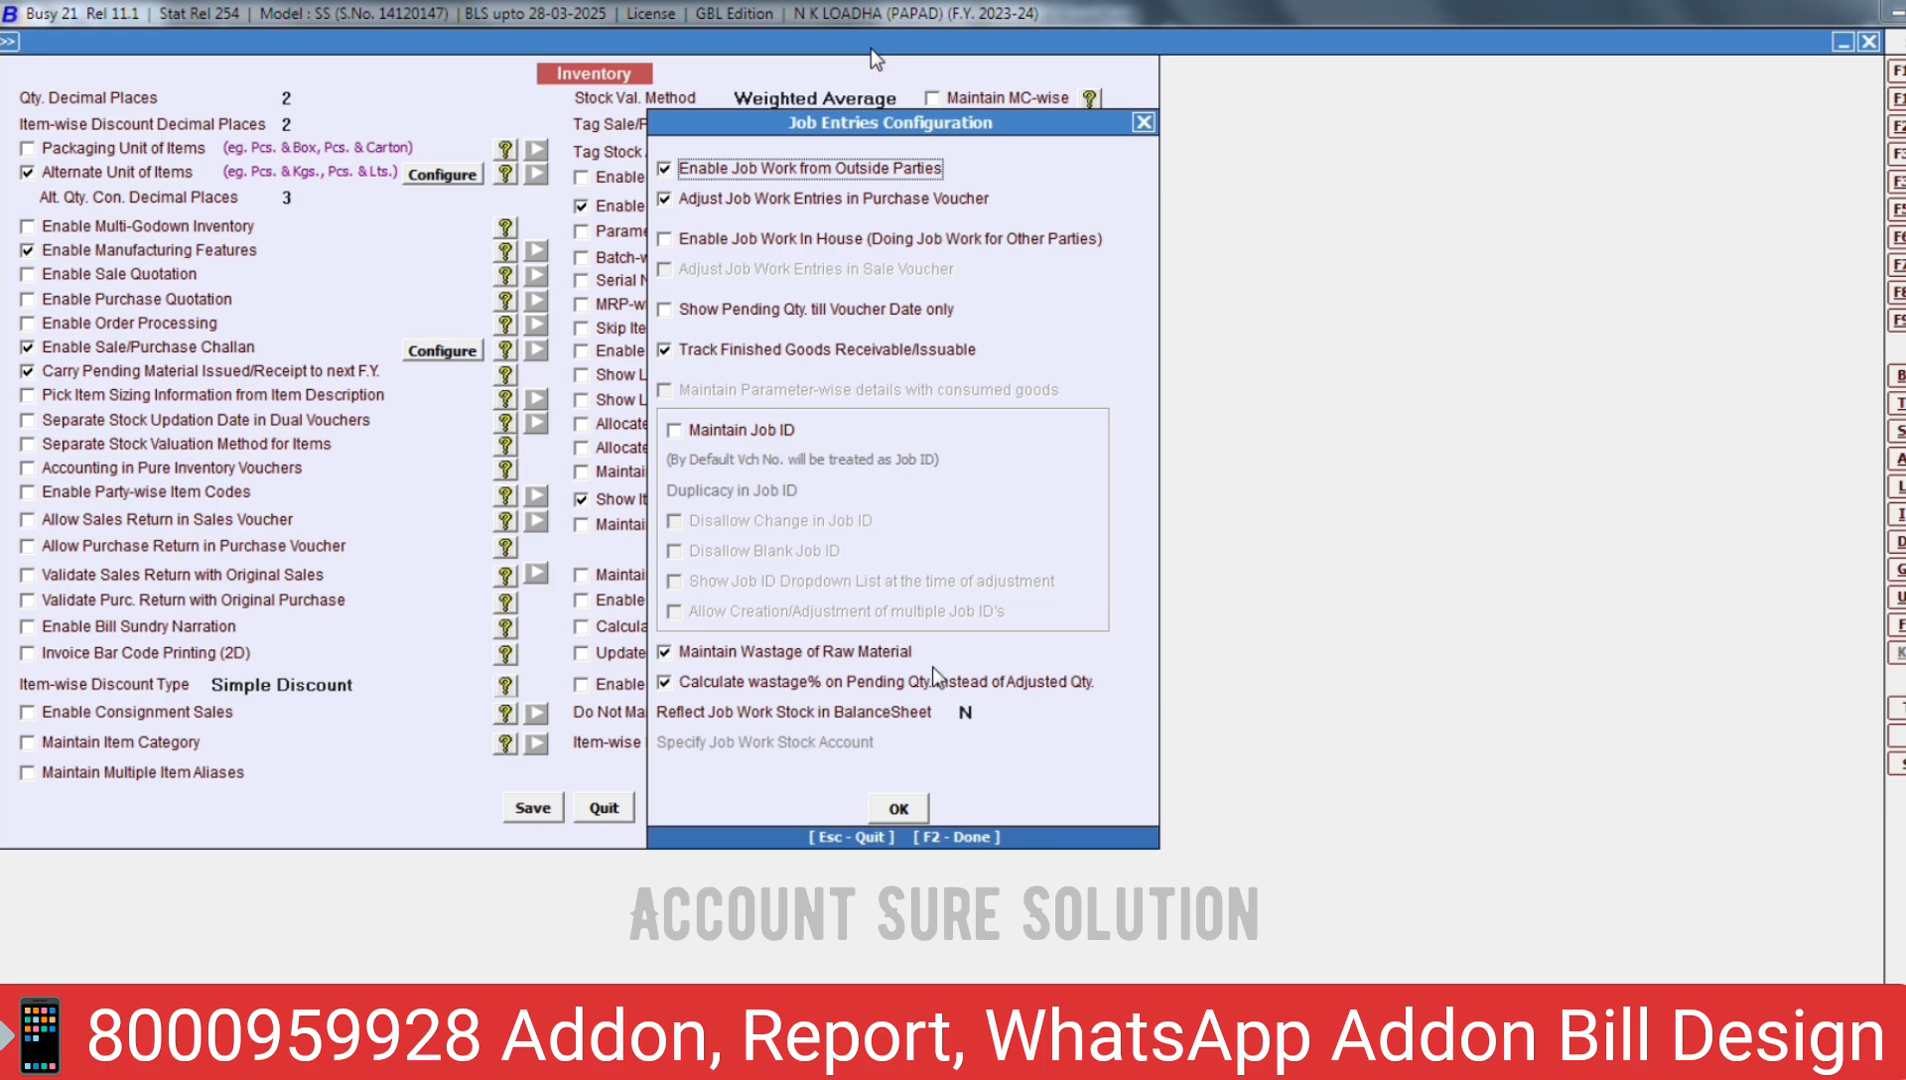 Busy 21 Rel 11.1 | Stat Rel 254 | Model : SS (S.No. 14120147) | BLS upto 28-03-2025 | License | GBL Edition | N K LOADHA (PAPAD) (F.Y. 2023-24)
>>
Inventory
Qty. Decimal Places 2
Item-wise Discount Decimal Places 2
Packaging Unit of Items (eg. Pcs. & Box, Pcs. & Carton)
Alternate Unit of Items (eg. Pcs & Kgs., Pcs. & Lts.) Configure
Alt. Qty. Con. Decimal Places 3
Enable Multi-Godown Inventory
Enable Manufacturing Features
Enable Sale Quotation
Enable Purchase Quotation
Enable Order Processing
Enable Sale/Purchase Challan Configure
Carry Pending Material Issued/Receipt to next F.Y.
Pick Item Sizing Information from Item Description
Separate Stock Updation Date in Dual Vouchers
Separate Stock Valuation Method for Items
Accounting in Pure Inventory Vouchers
Enable Party-wise Item Codes
Allow Sales Return in Sales Voucher
Allow Purchase Return in Purchase Voucher
Validate Sales Return with Original Sales
Validate Purc. Return with Original Purchase
Enable Bill Sundry Narration
Invoice Bar Code Printing (2D)
Item-wise Discount Type Simple Discount
Enable Consignment Sales
Maintain Item Category
Maintain Multiple Item Aliases
Save Quit
Stock Val. Method Weighted Average Maintain MC-wise
Tag Sale/
Tag Stock
Enable
Enable
Batch-
Serial
Skip Ite
Enable
Show
Show
Allocate
Allocate
Show
Enable
Update
Enable
Item-wise
Job Entries Configuration
Enable Job Work from Outside Parties
Adjust Job Work Entries in Purchase Voucher
Enable Job Work In House (Doing Job Work for Other Parties)
Adjust Job Work Entries in Sale Voucher
Show Pending Qty. till Voucher Date only
Track Finished Goods Receivable/Issuable
Maintain Parameter-wise details with consumed goods
Maintain Job ID
(By Default Vch No. will be treated as Job ID)
Duplicacy in Job ID
Disallow Change in Job ID
Disallow Blank Job ID
Show Job ID Dropdown List at the time of adjustment
Allow Creation/Adjustment of multiple Job ID's
Maintain Wastage of Raw Material
Calculate wastage% on Pending Qty. instead of Adjusted Qty.
Reflect Job Work Stock in BalanceSheet N
Specify Job Work Stock Account
OK
[ Esc - Quit ] [ F2 - Done ]
ACCOUNT SURE SOLUTION
8000959928 Addon, Report, WhatsApp Addon Bill Design